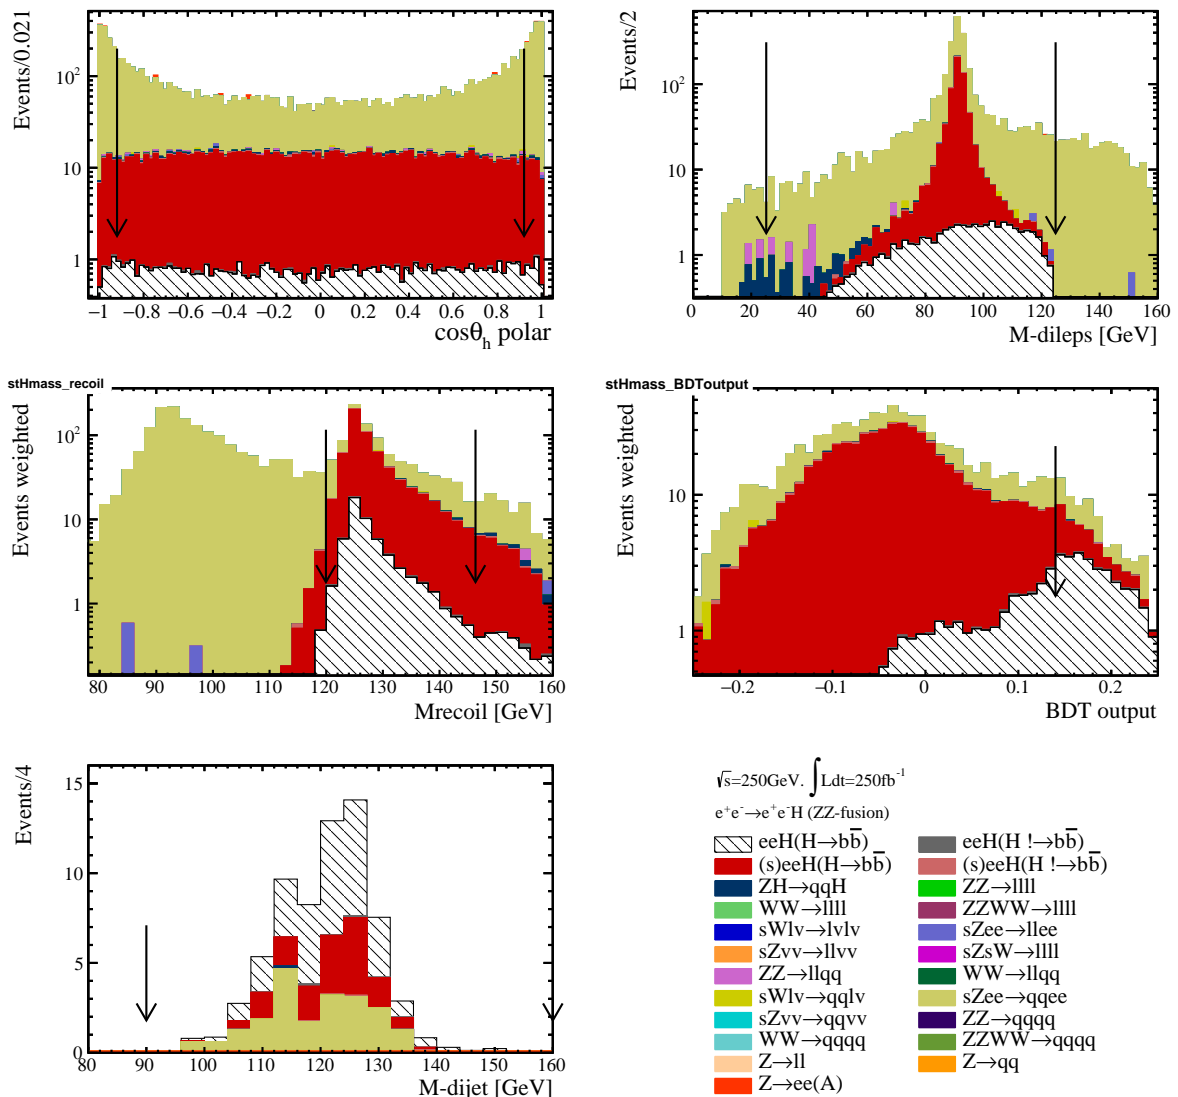 Events/0.021
10²
10
1
−1 −0.8 −0.6 −0.4 −0.2 0 0.2 0.4 0.6 0.8 1
cosθ_h polar
Events/2
10²
10
1
0 20 40 60 80 100 120 140 160
M-dileps [GeV]
stHmass_recoil
Events weighted
10²
10
1
80 90 100 110 120 130 140 150 160
Mrecoil [GeV]
stHmass_BDToutput
Events weighted
10
1
−0.2 −0.1 0 0.1 0.2
BDT output
Events/4
15
10
5
0
80 90 100 110 120 130 140 150 160
M-dijet [GeV]
√s=250GeV. ∫Ldt=250fb⁻¹
e⁺e⁻→e⁺e⁻H (ZZ-fusion)
eeH(H→bb̅) eeH(H !→bb̅)
(s)eeH(H→bb̅) (s)eeH(H !→bb̅)
ZH→qqH ZZ→llll
WW→llll ZZWW→llll
sWlv→lvlv sZee→llee
sZvv→llvv sZsW→llll
ZZ→llqq WW→llqq
sWlv→qqlv sZee→qqee
sZvv→qqvv ZZ→qqqq
WW→qqqq ZZWW→qqqq
Z→ll Z→qq
Z→ee(A)